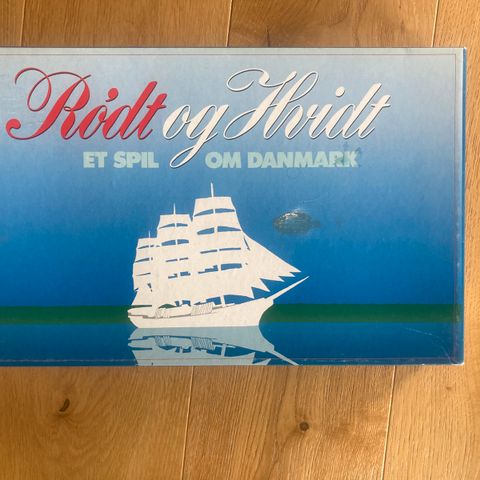 Rødt og Hvidt
ET SPIL OM DANMARK